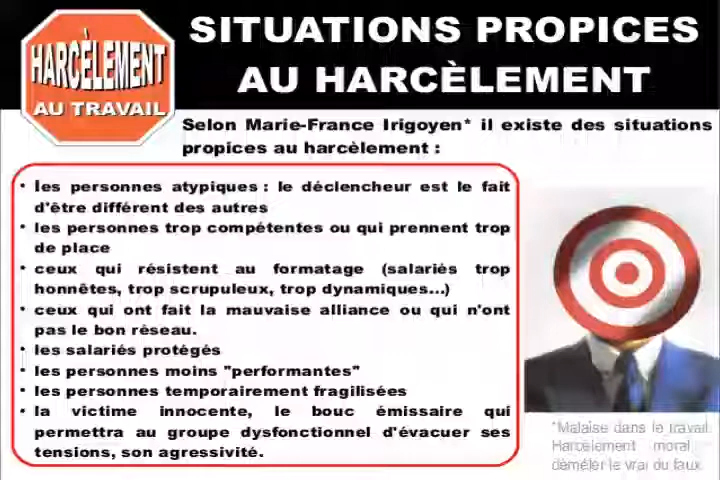 HARCÈLEMENT
AU TRAVAIL
SITUATIONS PROPICES
AU HARCÈLEMENT
Selon Marie-France Irigoyen* il existe des situations
propices au harcèlement :
• les personnes atypiques : le déclencheur est le fait
d'être différent des autres
• les personnes trop compétentes ou qui prennent trop
de place
• ceux qui résistent au formatage (salariés trop
honnêtes, trop scrupuleux, trop dynamiques...)
• ceux qui ont fait la mauvaise alliance ou qui n'ont
pas le bon réseau.
• les salariés protégés
• les personnes moins "performantes"
• les personnes temporairement fragilisées
• la victime innocente, le bouc émissaire qui
permettra au groupe dysfonctionnel d'évacuer ses
tensions, son agressivité.
*Malaise dans le travail.
Harcèlement moral :
démêler le vrai du faux.